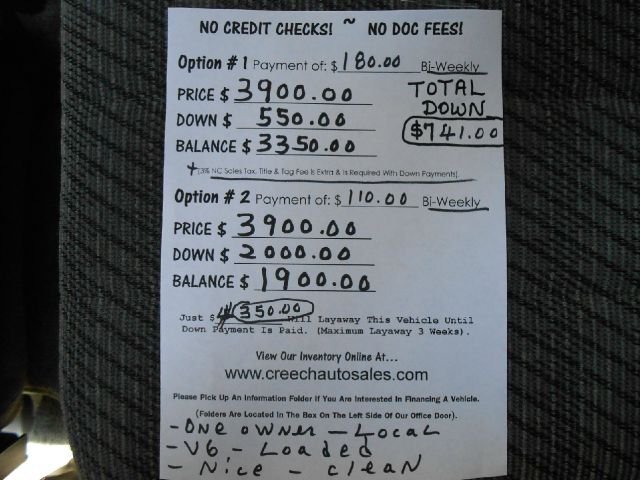 NO CREDIT CHECKS! ~ NO DOC FEES!
Option # 1 Payment of: $ 180.00 Bi-Weekly
PRICE $ 3900.00
TOTAL DOWN
DOWN $ 550.00
$741.00
BALANCE $ 3350.00
+ (3% NC Sales Tax, Title & Tag Fee Is Extra & Is Required With Down Payments).
Option # 2 Payment of: $ 110.00 Bi-Weekly
PRICE $ 3900.00
DOWN $ 2000.00
BALANCE $ 1900.00
Just $ 350.00 Will Layaway This Vehicle Until
Down Payment Is Paid. (Maximum Layaway 3 Weeks).
View Our Inventory Online At...
www.creechautosales.com
Please Pick Up An Information Folder If You Are Interested In Financing A Vehicle.
(Folders Are Located In The Box On The Left Side Of Our Office Door).
- One owner - Local
- V6 - Loaded
- Nice - clean